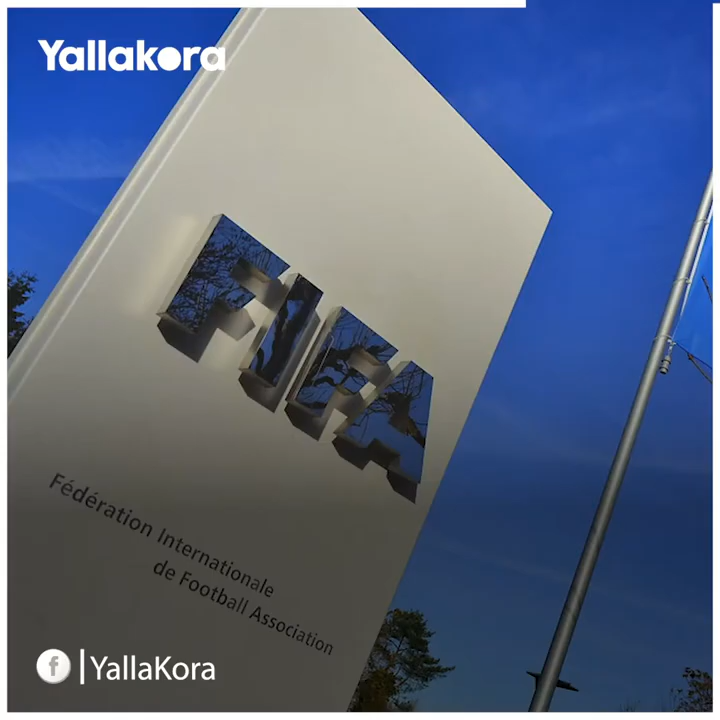 Yallakora
FIFA
Fédération Internationale
de Football Association
f | YallaKora